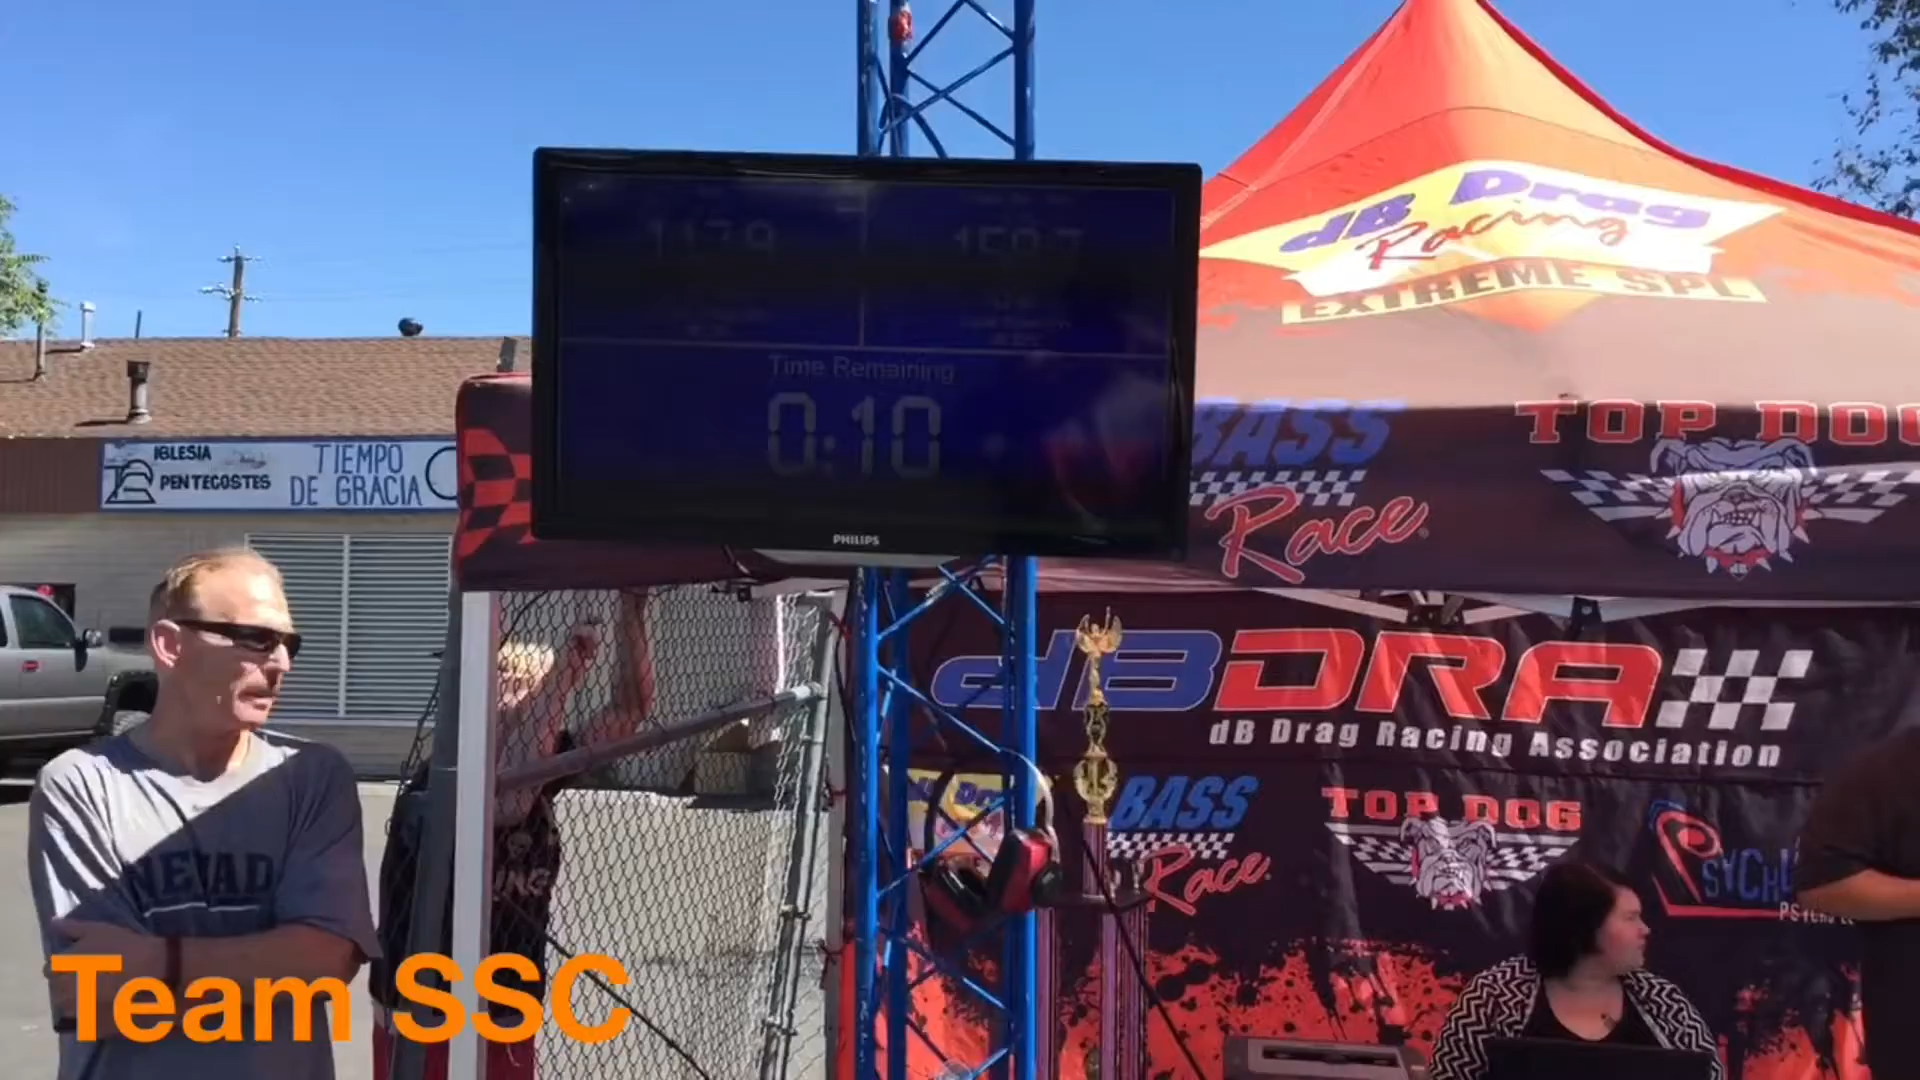 dB Drag
Racing
EXTREME SPL
Time Remaining
0:10
PHILIPS
IGLESIA
PENTECOSTES
TIEMPO
DE GRACIA
BASS
Race
TOP DOG
dBDRA
dB Drag Racing Association
BASS
Race
TOP DOG
NEVAD
Team SSC